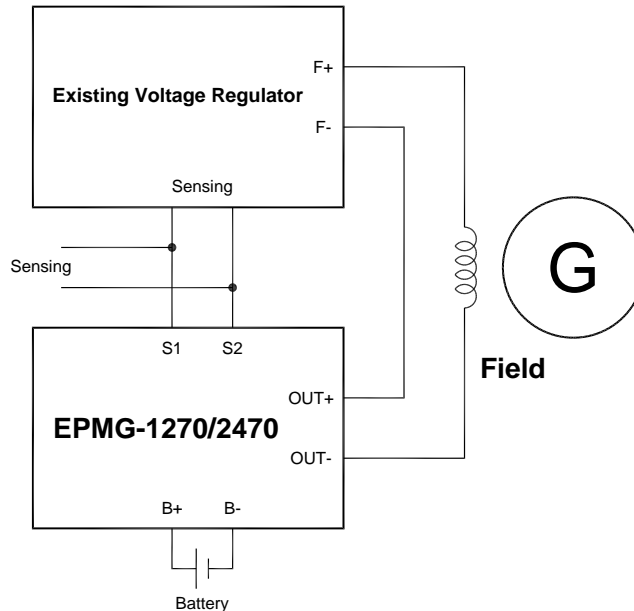 F+
Existing Voltage Regulator
F-
Sensing
Sensing
G
S1 S2
Field
OUT+
EPMG-1270/2470
OUT-
B+ B-
Battery